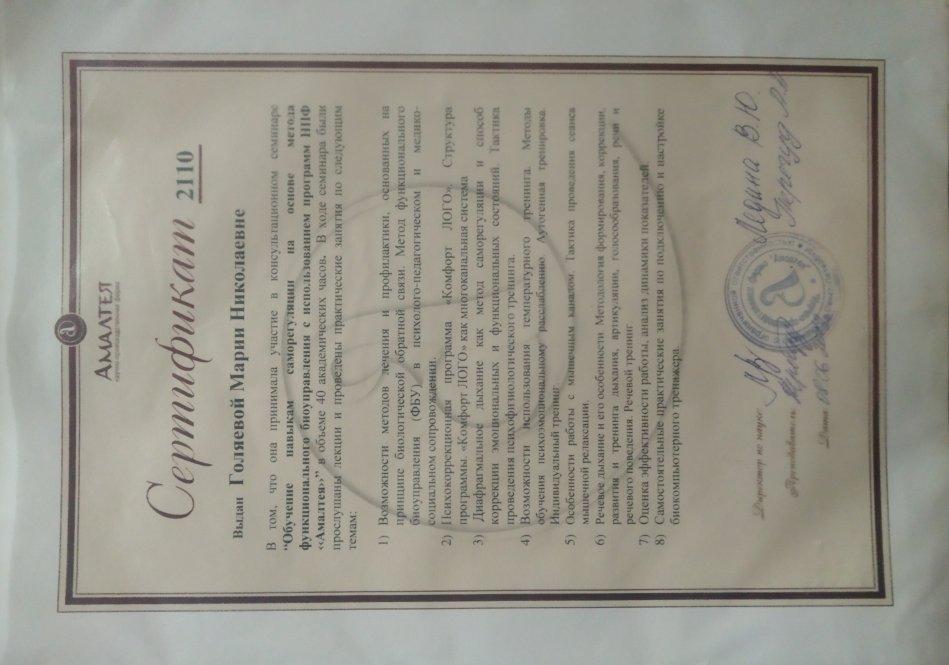 АМАЛТЕЯ
научно-производственная фирма
Сертификат 2110
Выдан Голяевой Марии Николаевне
В том, что она принимала участие в консультационном семинаре
“Обучение навыкам саморегуляции на основе метода
функционального биоуправления с использованием программ НПФ
«Амалтея»” в объеме 40 академических часов. В ходе семинара были
прослушаны лекции и проведены практические занятия по следующим
темам:
1) Возможности методов лечения и профилактики, основанных на
принципе биологической обратной связи. Метод функционального
биоуправления (ФБУ) в психолого-педагогическом и медико-
социальном сопровождении.
2) Психокоррекционная программа «Комфорт ЛОГО». Структура
программы. «Комфорт ЛОГО» как многоканальная система
3) Диафрагмальное дыхание как метод саморегуляции и способ
коррекции эмоциональных и функциональных состояний. Тактика
проведения психофизиологического тренинга.
4) Возможности использования температурного тренинга. Методы
обучения психоэмоциональному расслаблению. Аутогенная тренировка.
Индивидуальный тренинг
5) Особенности работы с мышечным каналом. Тактика проведения сеанса
мышечной релаксации.
6) Речевое дыхание и его особенности. Методология формирования, коррекции,
развития и тренинга дыхания, артикуляции, голосообразования, речи и
речевого поведения. Речевой тренинг
7) Оценка эффективности работы, анализ динамики показателей.
8) Самостоятельные практические занятия по подключению и настройке
биокомпьютерного тренажера.
Директор по науке
Преподаватель
Дата